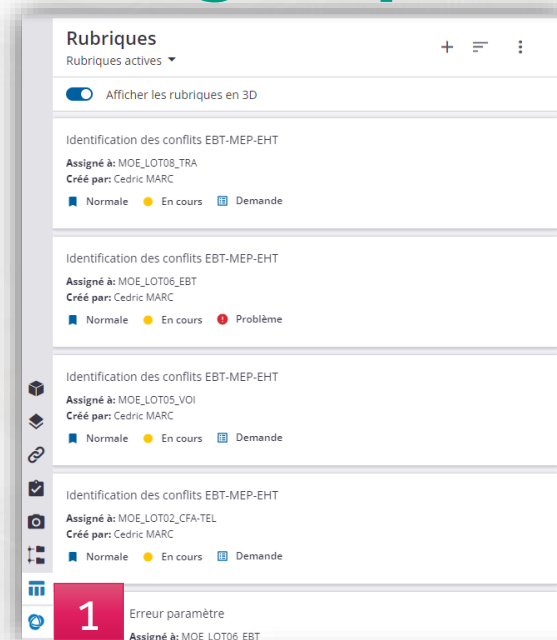 Rubriques
Rubriques actives
Afficher les rubriques en 3D
Identification des conflits EBT-MEP-EHT
Assigné à: MOE_LOT08_TRA
Créé par: Cedric MARC
Normale En cours Demande
Identification des conflits EBT-MEP-EHT
Assigné à: MOE_LOT06_EBT
Créé par: Cedric MARC
Normale En cours Problème
Identification des conflits EBT-MEP-EHT
Assigné à: MOE_LOT05_VOI
Créé par: Cedric MARC
Normale En cours Demande
Identification des conflits EBT-MEP-EHT
Assigné à: MOE_LOT02_CFA-TEL
Créé par: Cedric MARC
Normale En cours Demande
1
Erreur paramètre
Assigné à: MOE_LOT06_EBT